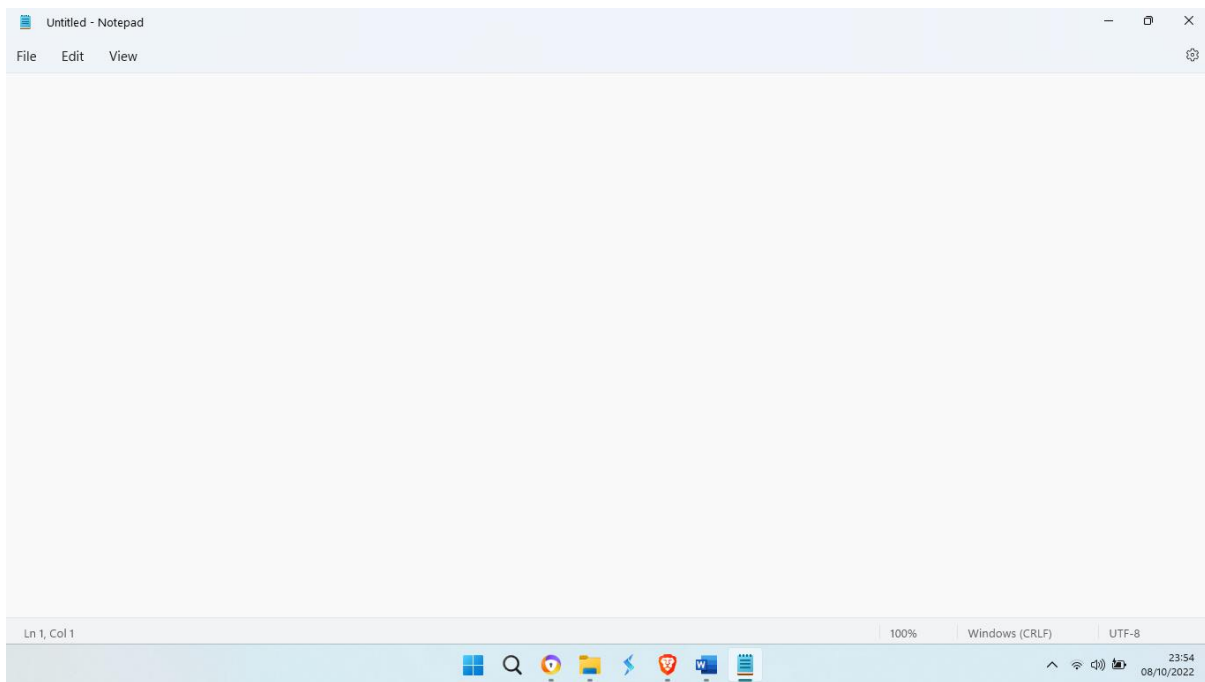 Untitled - Notepad
File Edit View
Ln 1, Col 1 100% Windows (CRLF) UTF-8
W
23:54
08/10/2022